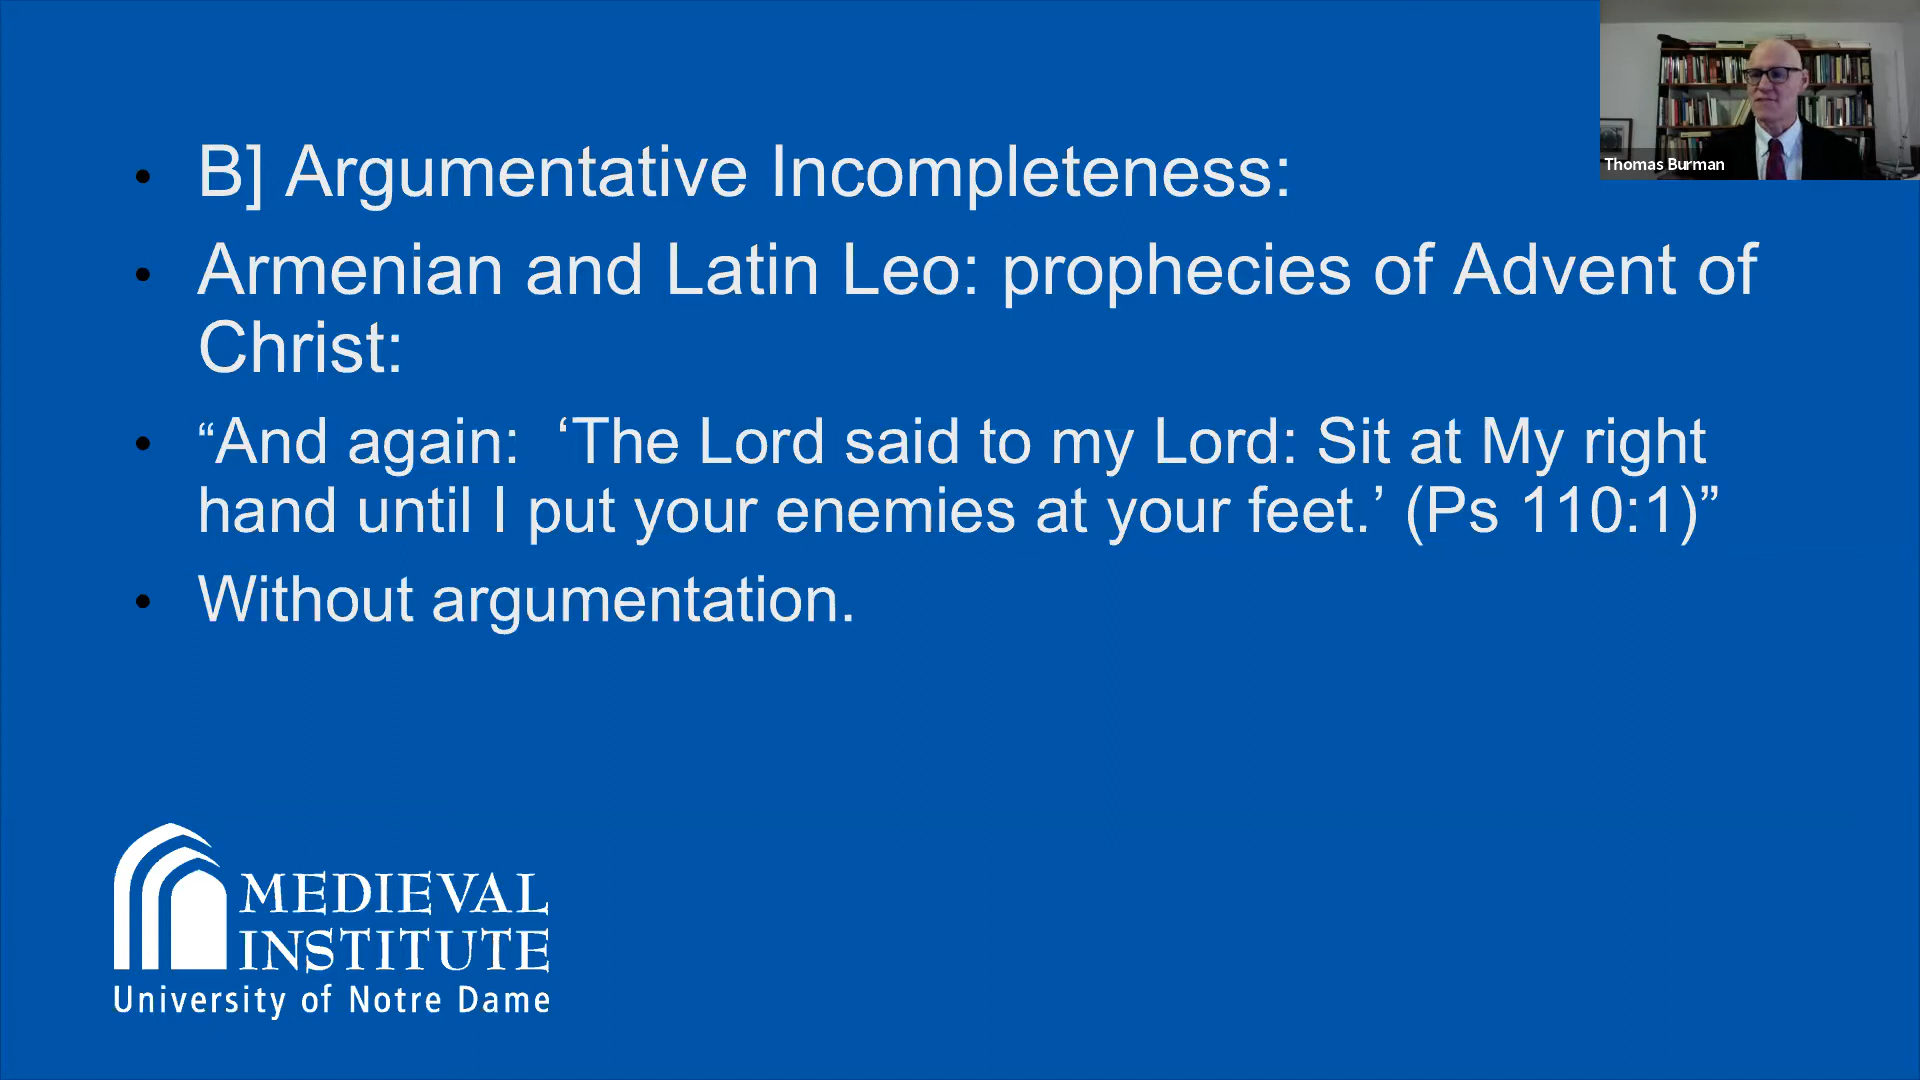 Thomas Burman
• B] Argumentative Incompleteness:
• Armenian and Latin Leo: prophecies of Advent of
Christ:
• “And again:  ‘The Lord said to my Lord: Sit at My right
hand until I put your enemies at your feet.’ (Ps 110:1)”
• Without argumentation.
MEDIEVAL
INSTITUTE
University of Notre Dame